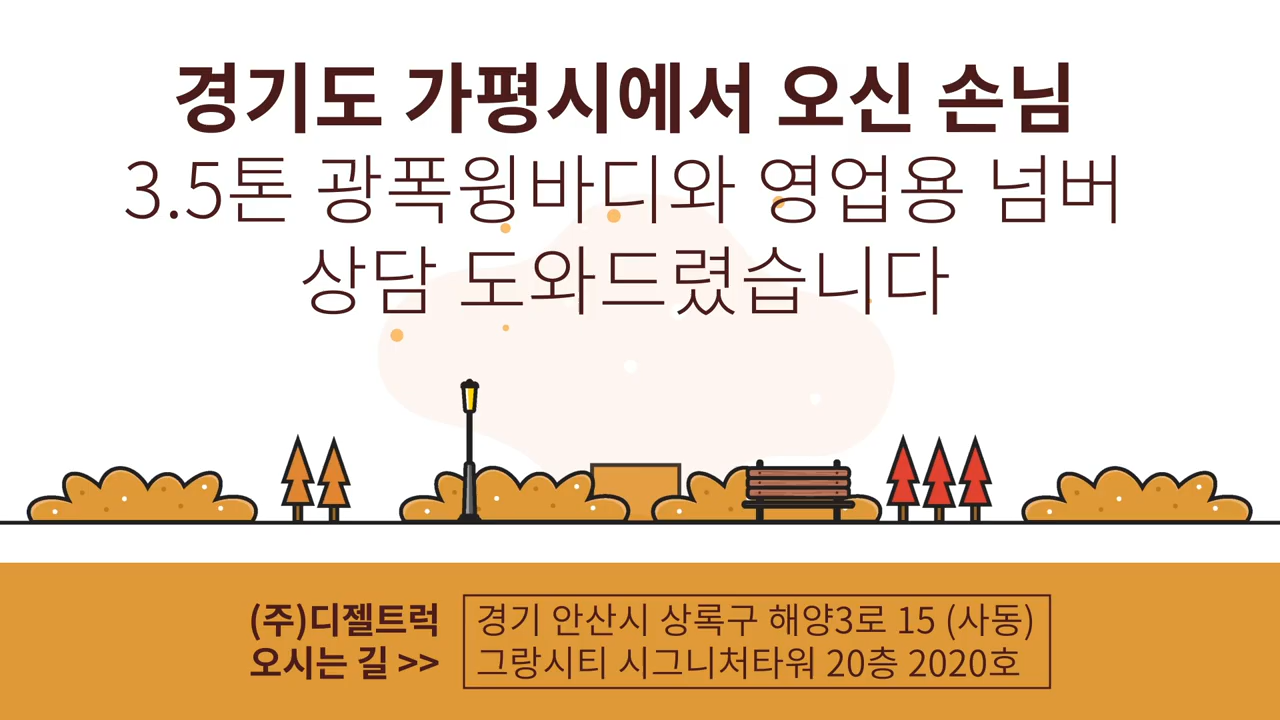 경기도 가평시에서 오신 손님
3.5톤 광폭윙바디와 영업용 넘버
상담 도와드렸습니다
(주)디젤트럭
오시는 길 >>
경기 안산시 상록구 해양3로 15 (사동)
그랑시티 시그니처타워 20층 2020호